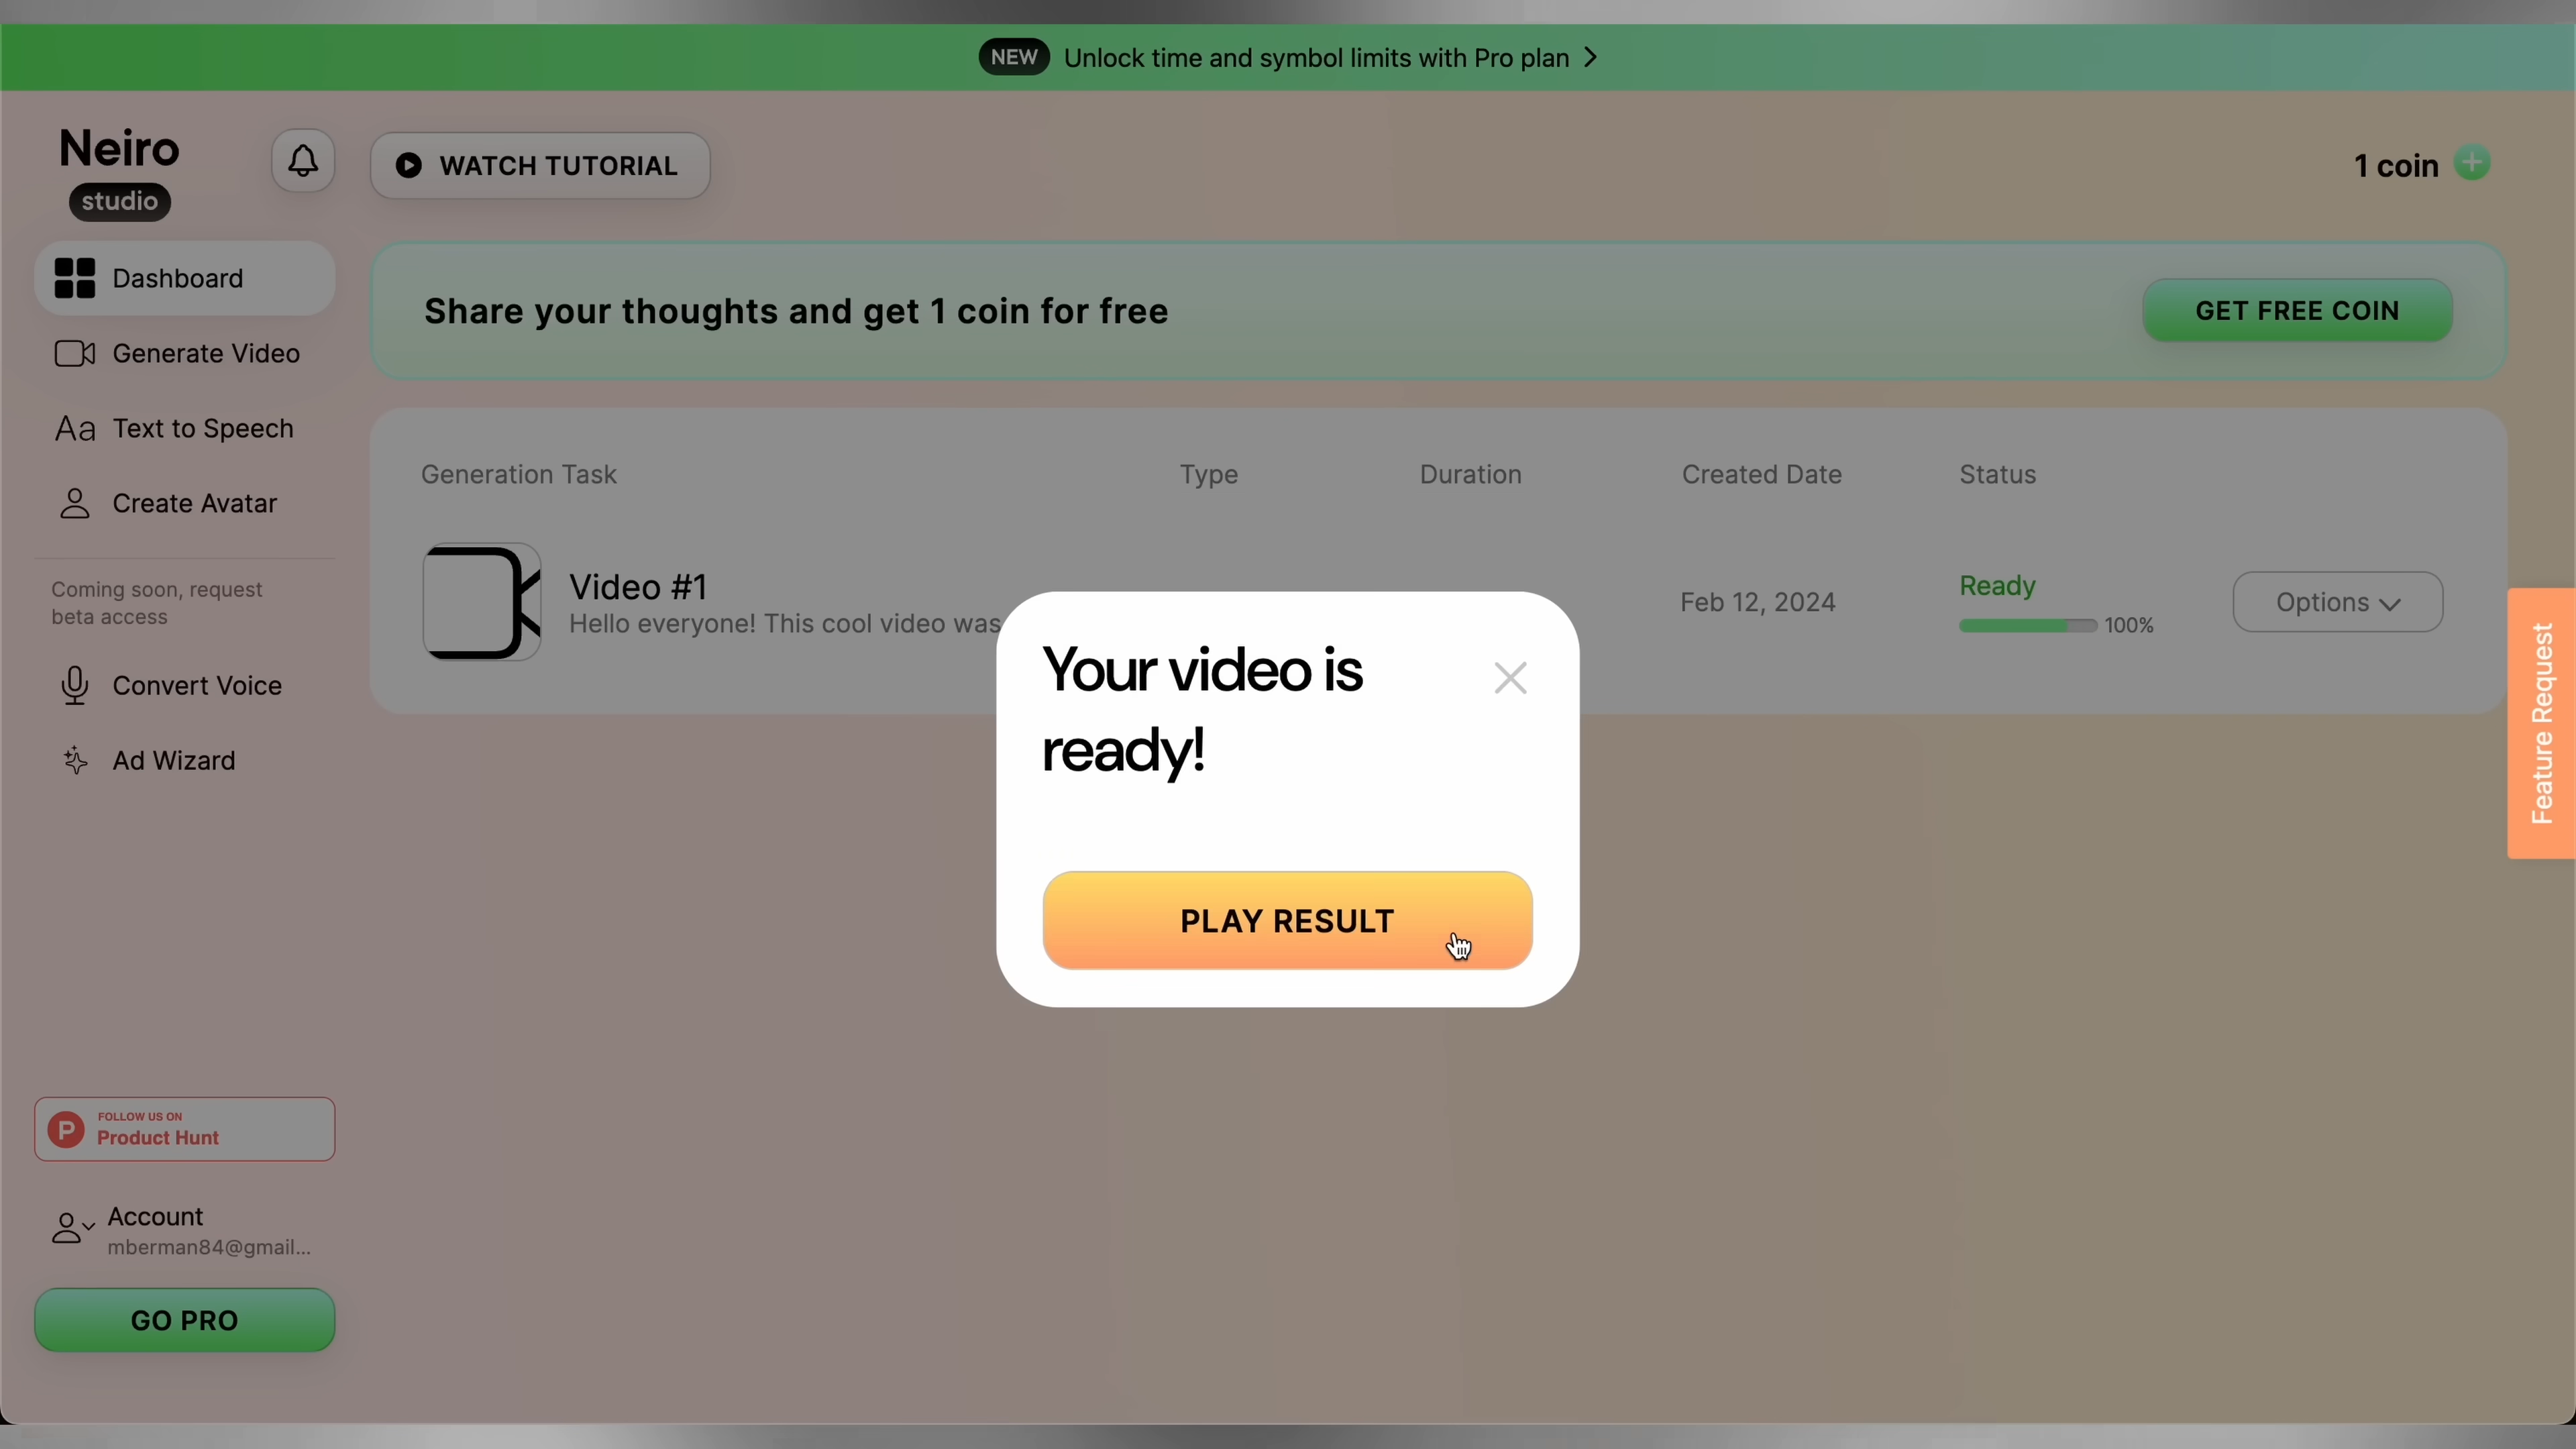 NEW Unlock time and symbol limits with Pro plan
Neiro
studio
WATCH TUTORIAL
1 coin
Dashboard
Generate Video
Aa Text to Speech
Create Avatar
Coming soon, request
beta access
Convert Voice
Ad Wizard
Share your thoughts and get 1 coin for free
GET FREE COIN
Generation Task Type Duration Created Date Status
Video #1
Hello everyone! This cool video was
Feb 12, 2024
Ready
100%
Options
Your video is
ready!
PLAY RESULT
Feature Request
P FOLLOW US ON
Product Hunt
Account
mberman84@gmail...
GO PRO